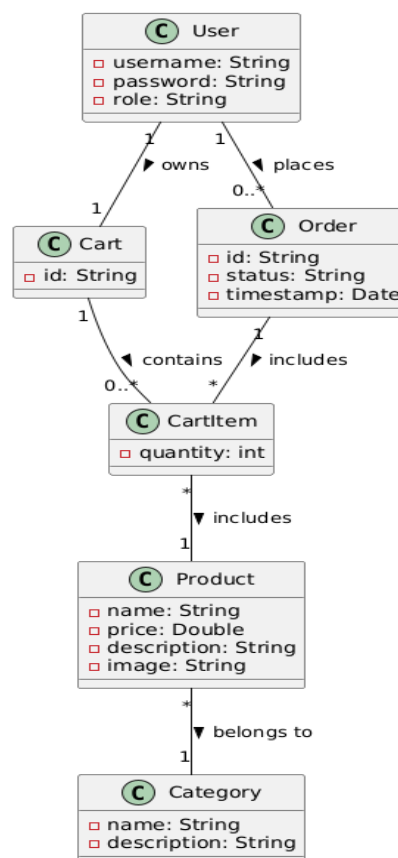 C User
username: String
password: String
role: String
1 1
owns places
1 0..*
C Cart
id: String
C Order
id: String
status: String
timestamp: Date
1 1
contains includes
0..* *
C CartItem
quantity: int
*
includes
1
C Product
name: String
price: Double
description: String
image: String
*
belongs to
1
C Category
name: String
description: String